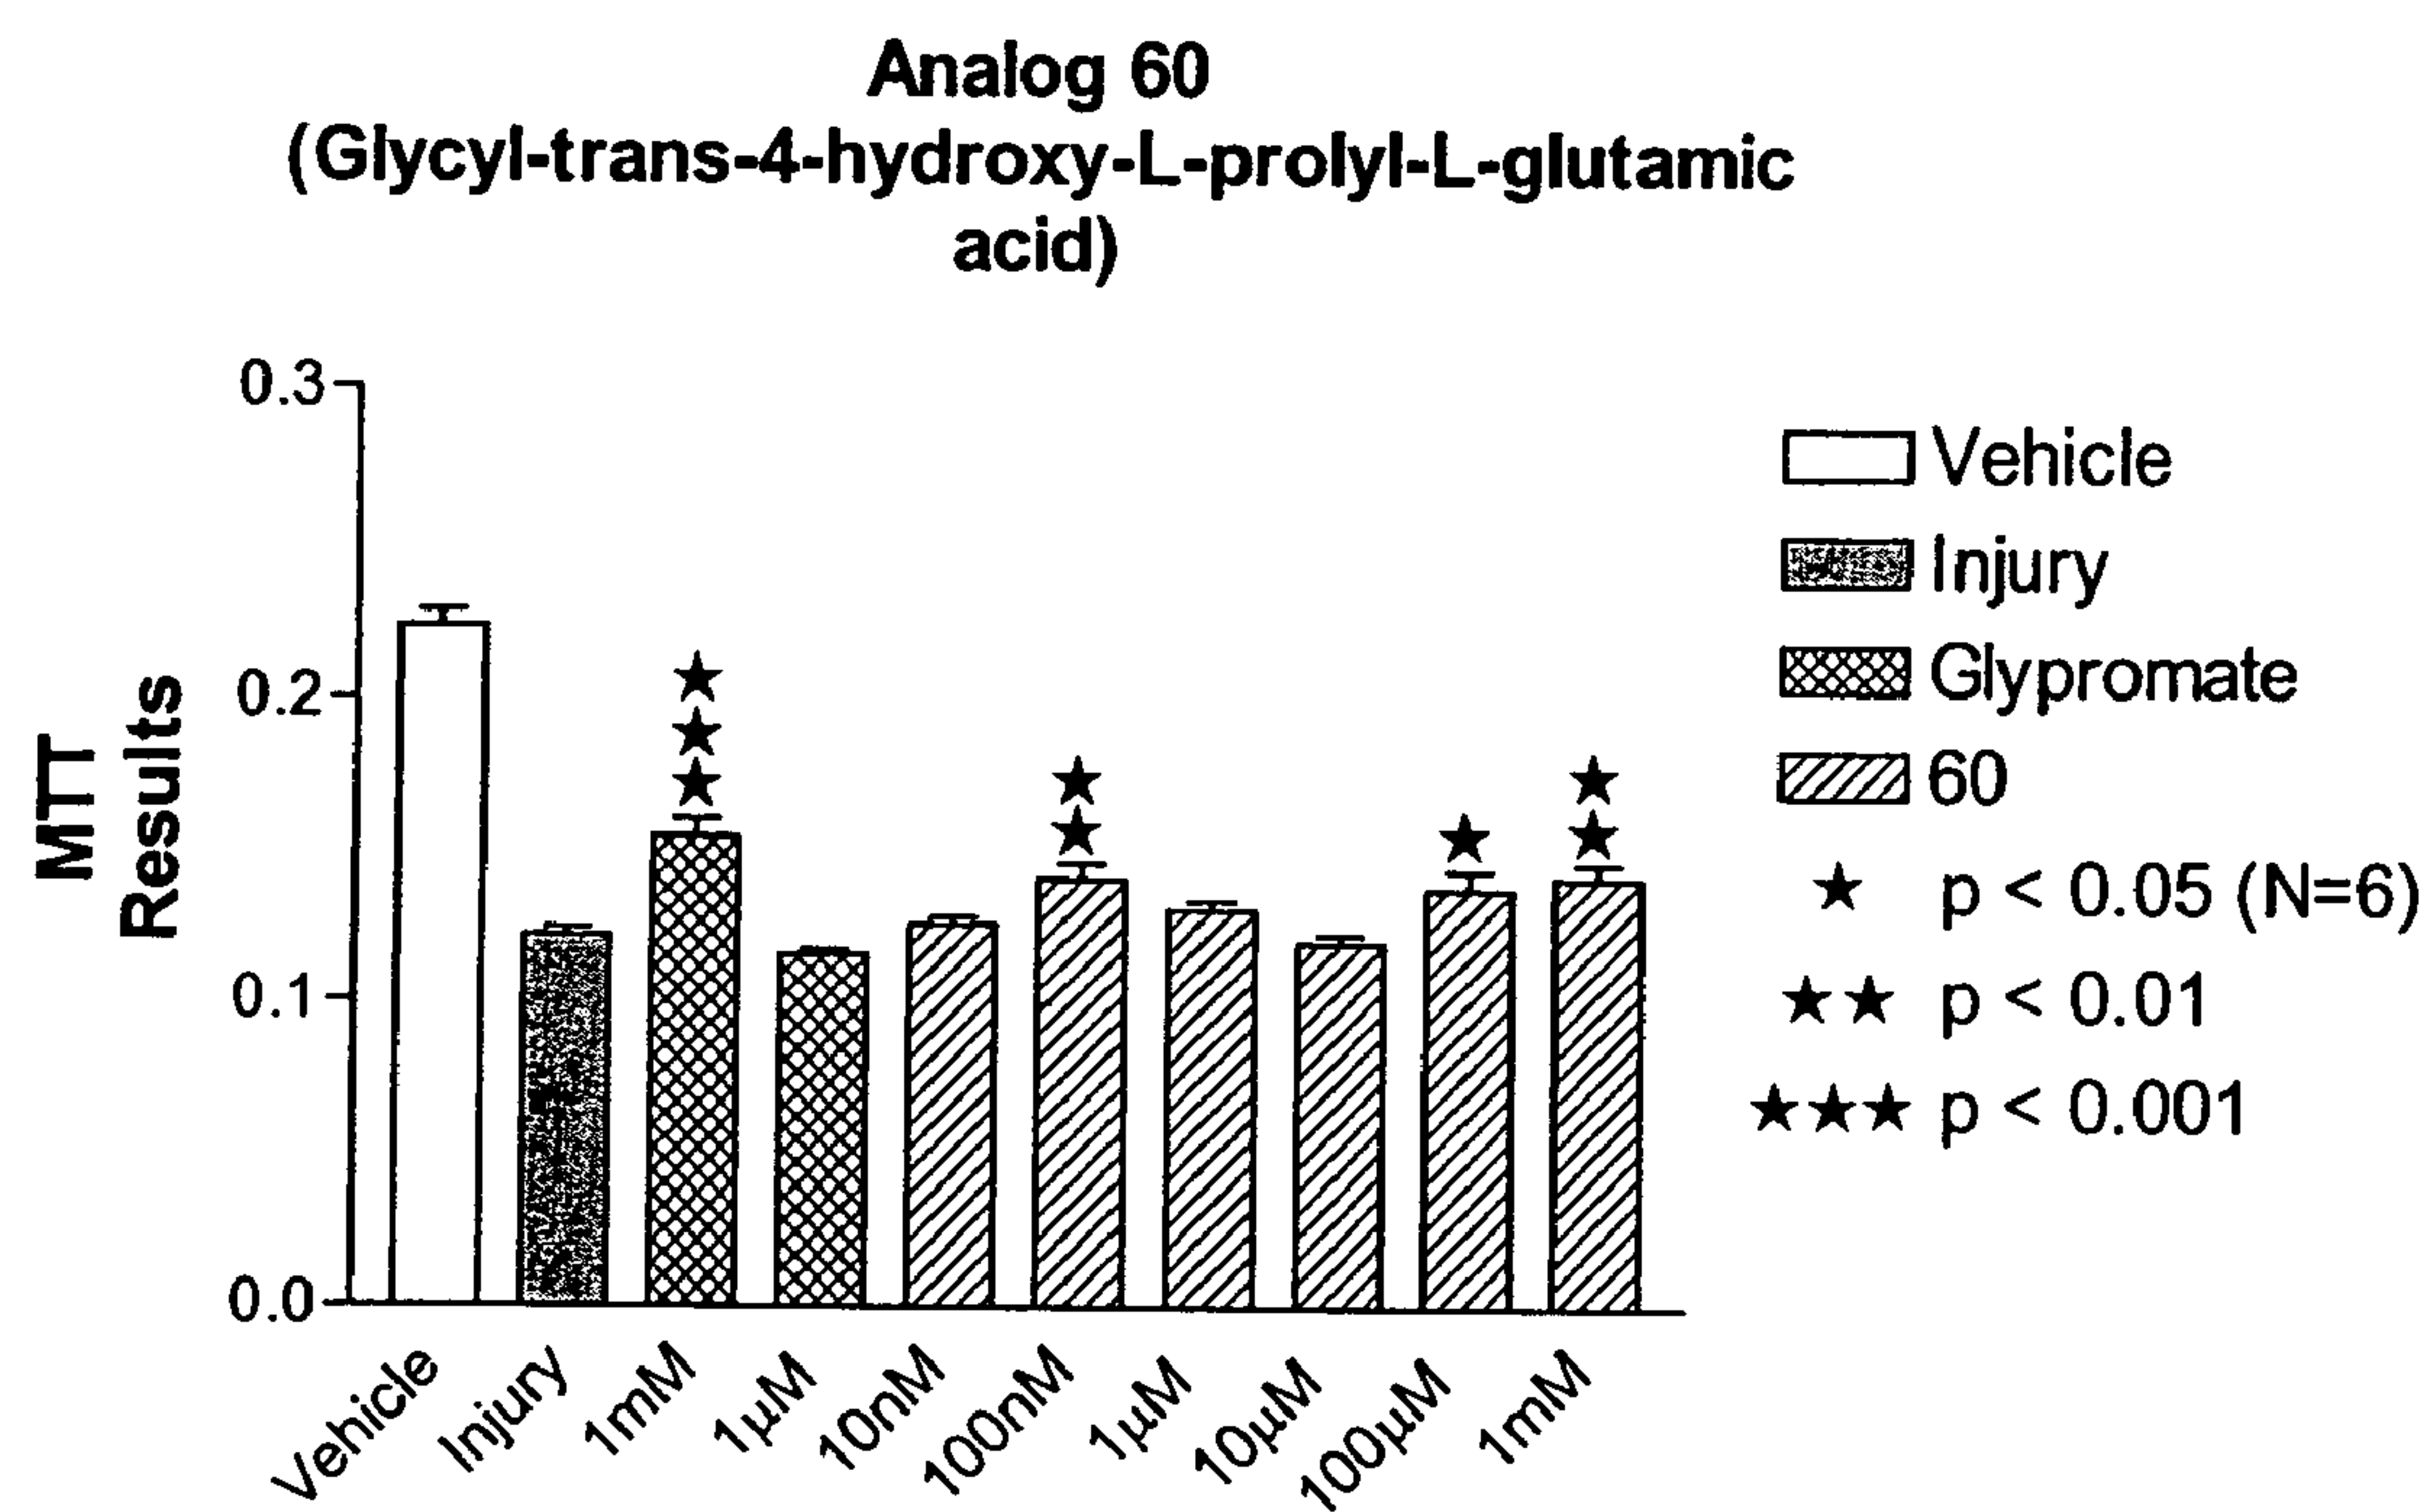 Analog 60
(Glycyl-trans-4-hydroxy-L-prolyl-L-glutamic
acid)
MTT
Results
0.3
0.2
0.1
0.0
Vehicle
Injury
1mM
1µM
10nM
100nM
1µM
10µM
100µM
1mM
Vehicle
Injury
Glypromate
60
★ p < 0.05 (N=6)
★★ p < 0.01
★★★ p < 0.001